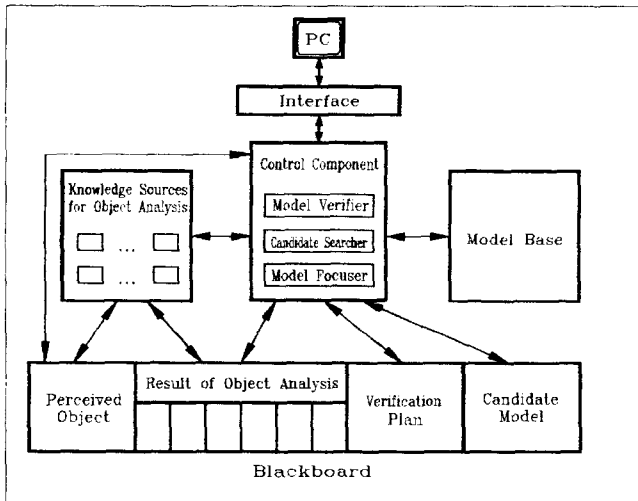 PC
Interface
Control Component
Model Verifier
Candidate Searcher
Model Focuser
Knowledge Sources
for Object Analysis
... 
...
Model Base
Perceived
Object
Result of Object Analysis
Verification
Plan
Candidate
Model
Blackboard